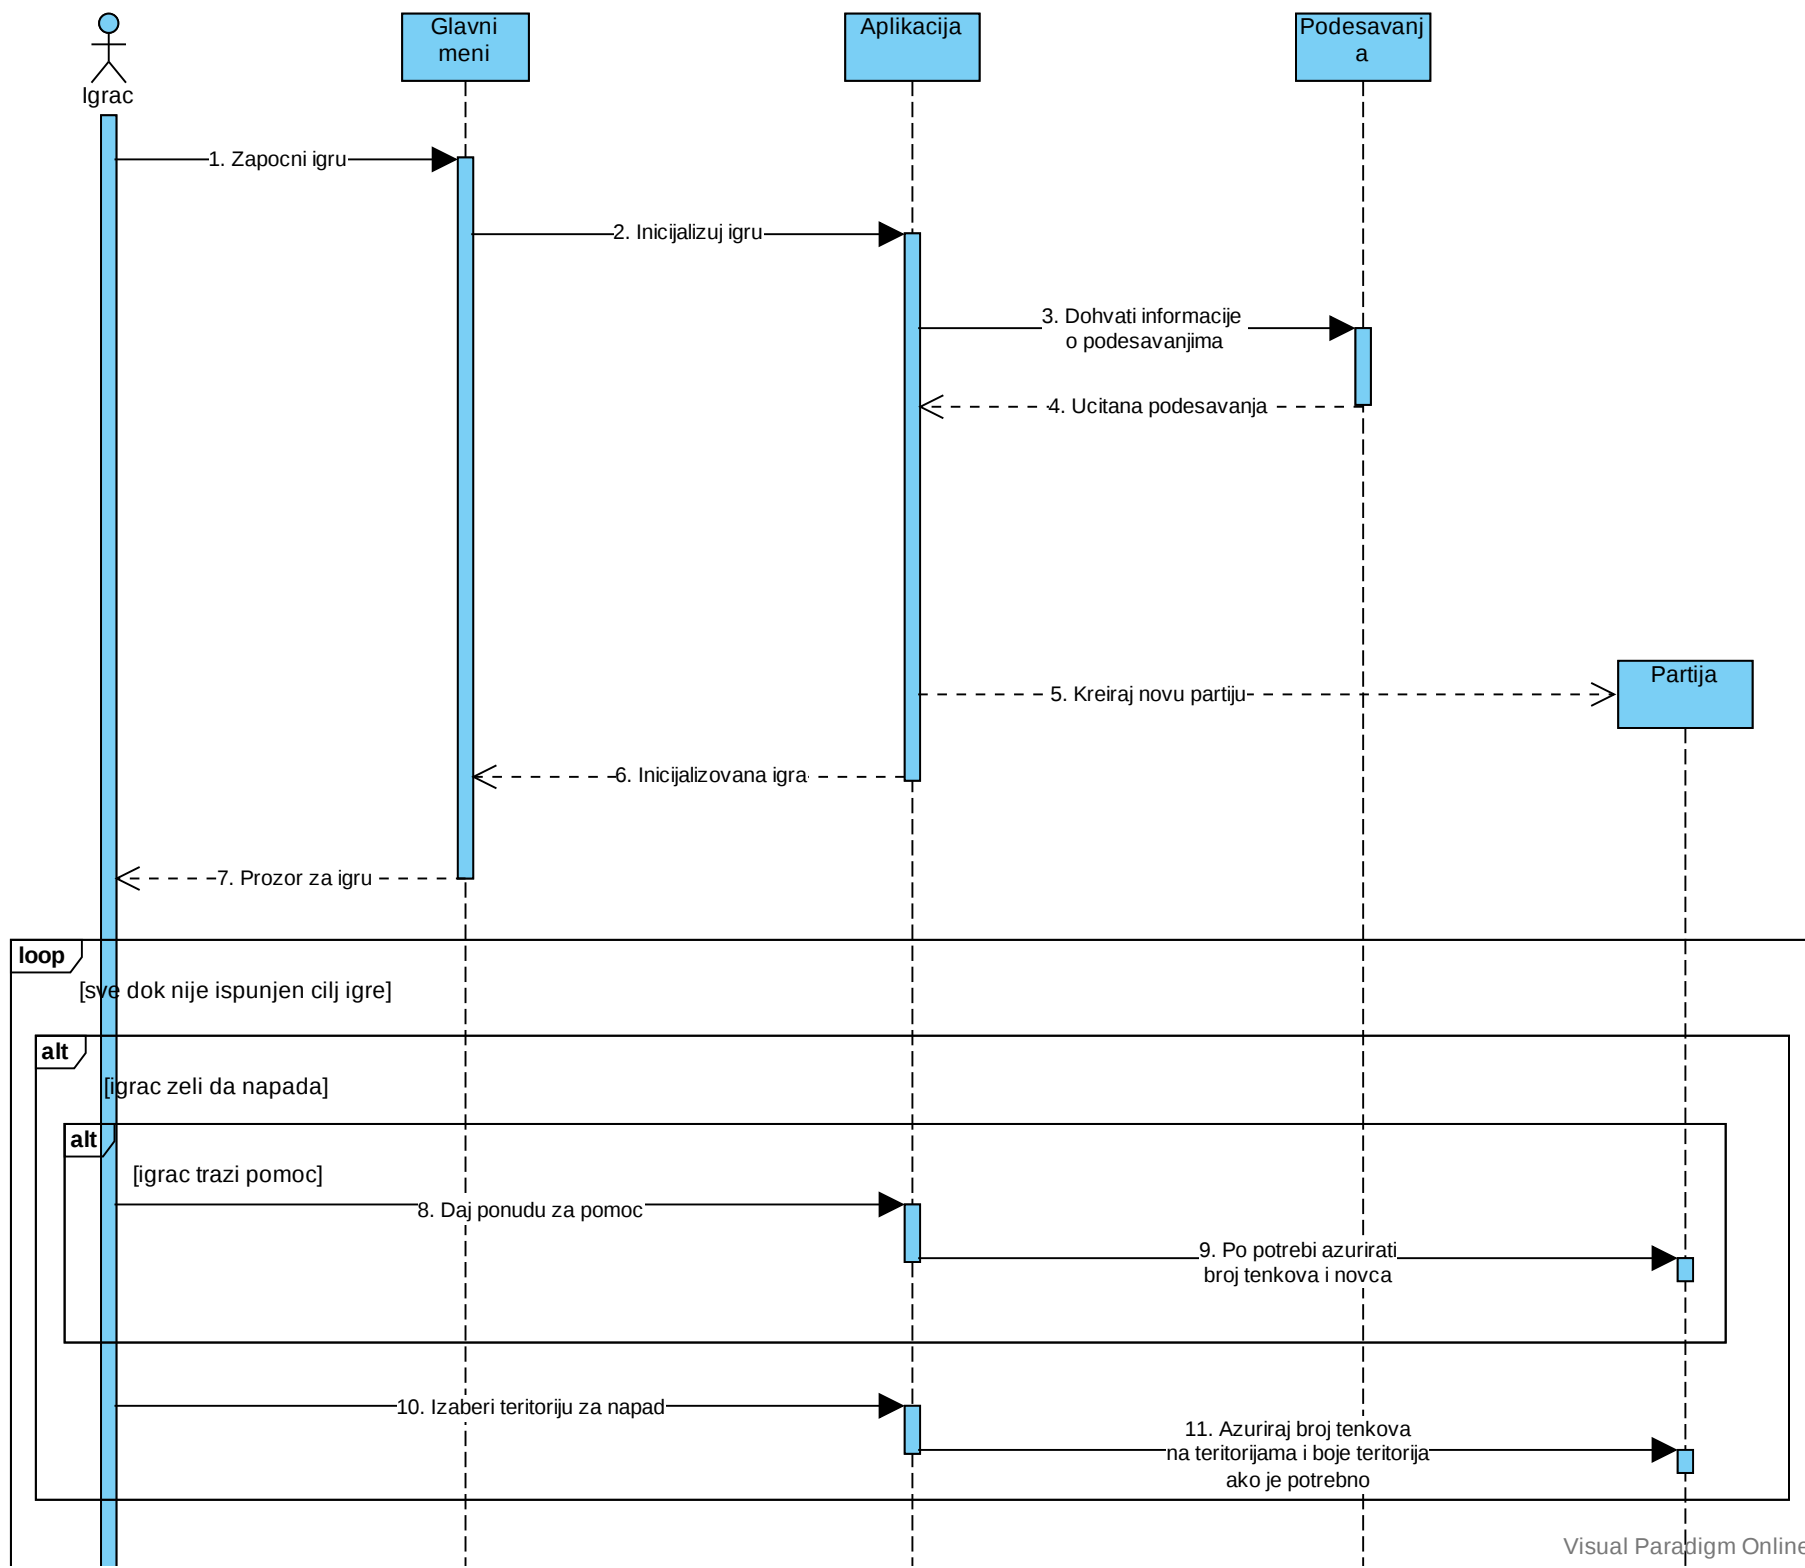 Igrac
Glavni
meni
Aplikacija
Podesavanj
a
1. Zapocni igru
2. Inicijalizuj igru
3. Dohvati informacije
o podesavanjima
4. Ucitana podesavanja
Partija
5. Kreiraj novu partiju
6. Inicijalizovana igra
7. Prozor za igru
loop
[sve dok nije ispunjen cilj igre]
alt
[igrac zeli da napada]
alt
[igrac trazi pomoc]
8. Daj ponudu za pomoc
9. Po potrebi azurirati
broj tenkova i novca
10. Izaberi teritoriju za napad
11. Azuriraj broj tenkova
na teritorijama i boje teritorija
ako je potrebno
Visual Paradigm Online